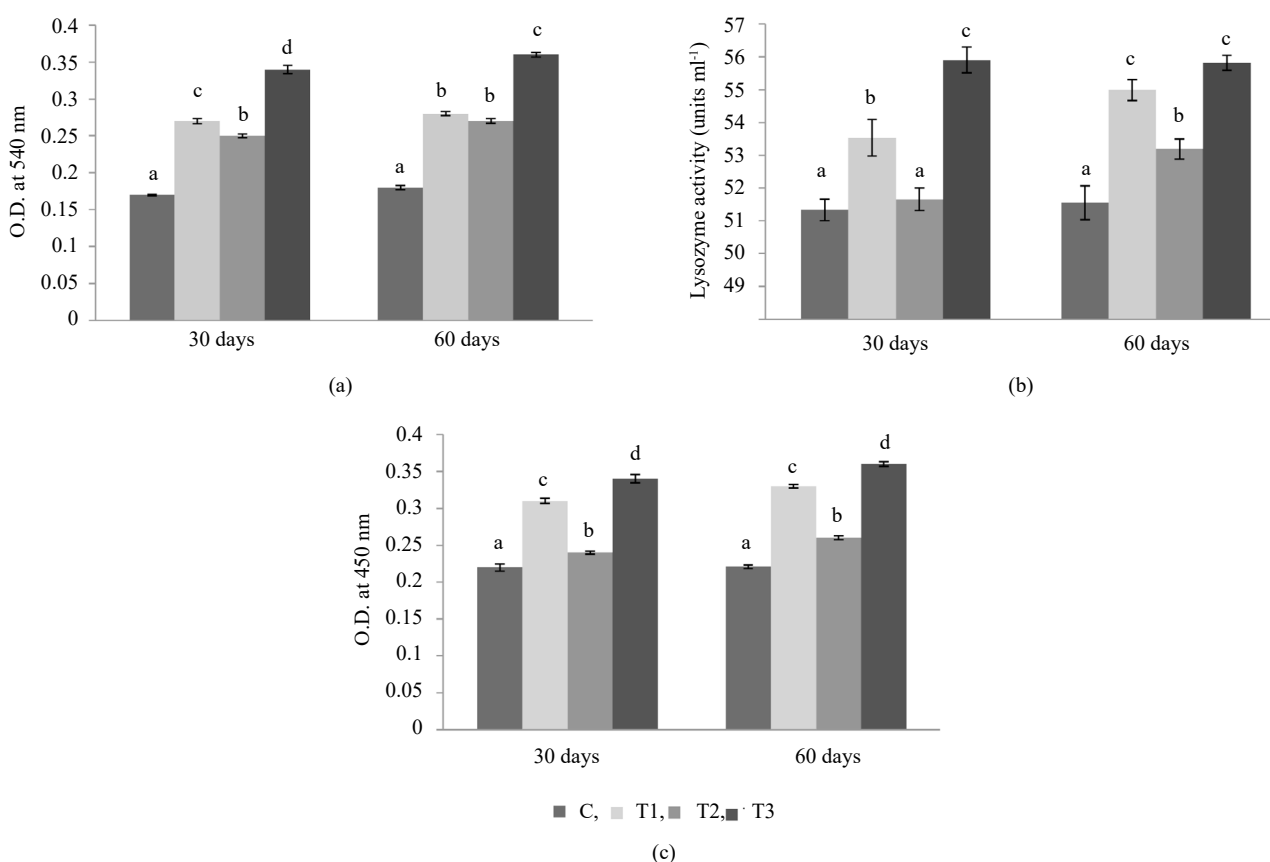 0.4
0.35
0.3
0.25
0.2
0.15
0.1
0.05
0
O.D. at 540 nm
a
c
b
d
a
b
b
c
30 days
60 days
(a)
57
56
55
54
53
52
51
50
49
Lysozyme activity (units ml⁻¹)
a
b
a
c
a
c
b
c
30 days
60 days
(b)
0.4
0.35
0.3
0.25
0.2
0.15
0.1
0.05
0
O.D. at 450 nm
a
c
b
d
a
c
b
d
30 days
60 days
C, T1, T2, T3
(c)